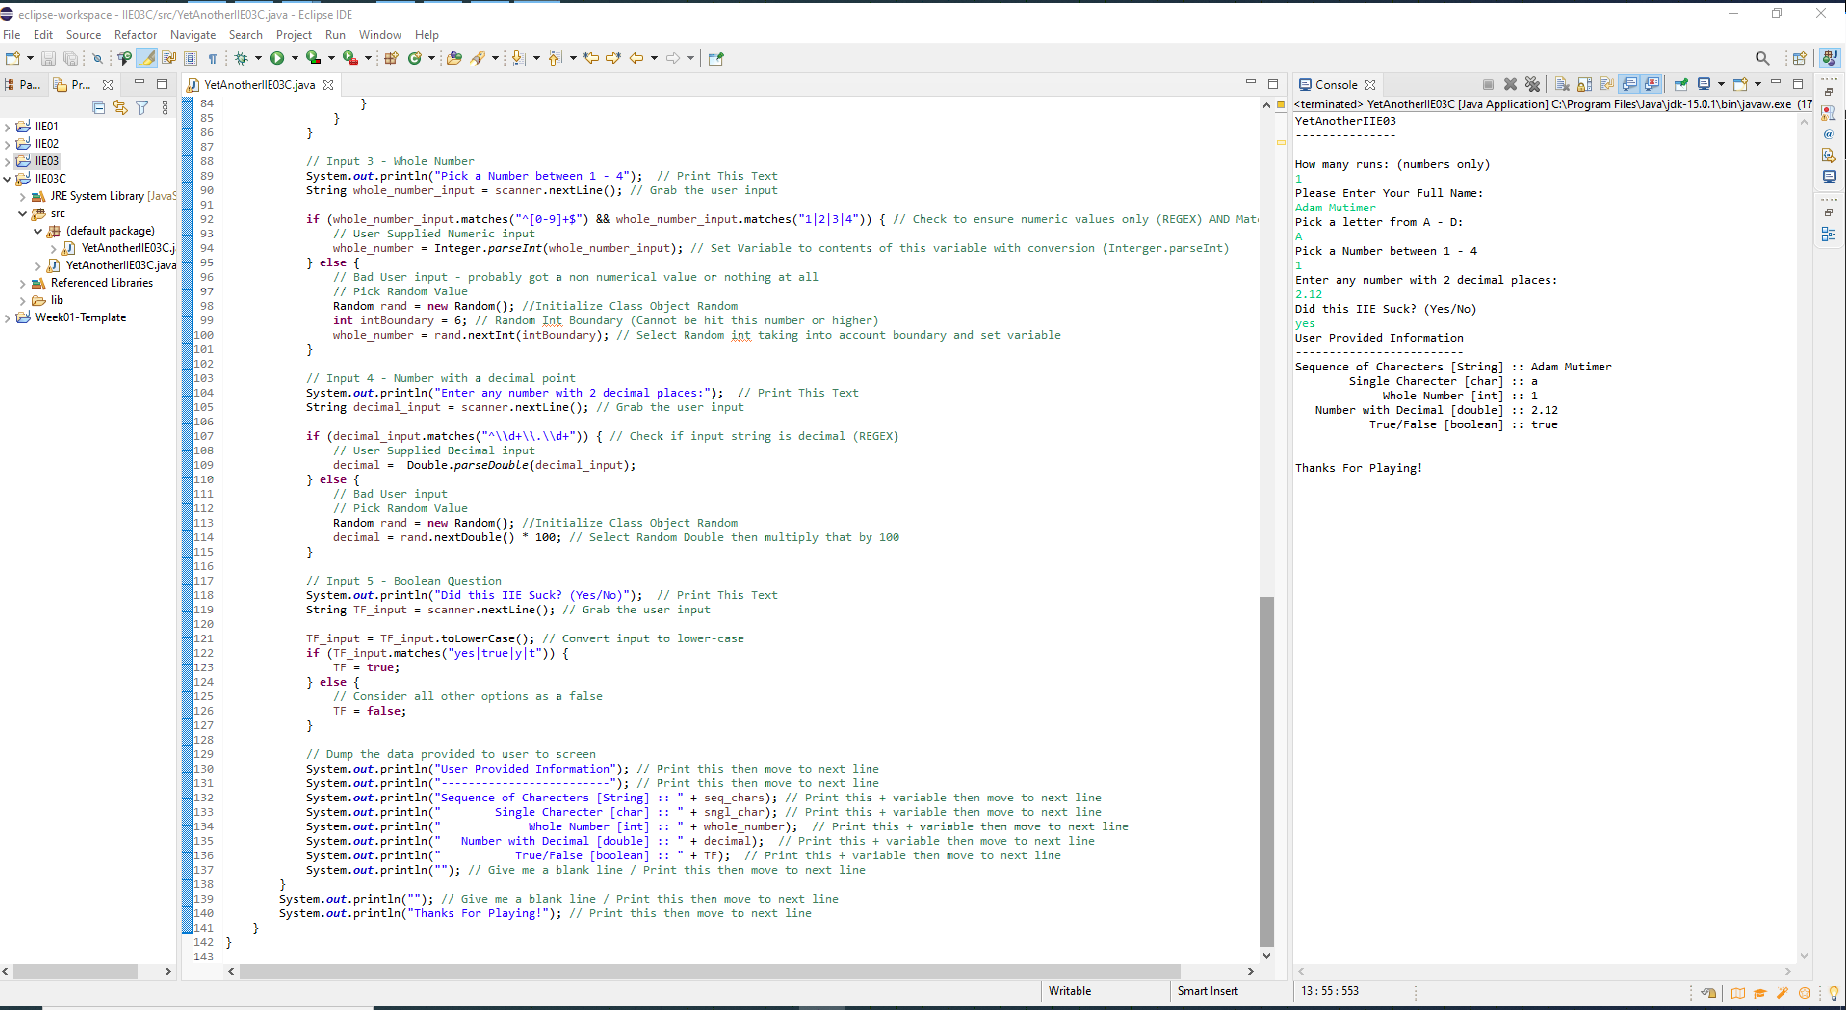 eclipse-workspace - IIE03C/src/YetAnotherIIE03C.java - Eclipse IDE
File Edit Source Refactor Navigate Search Project Run Window Help
Pa... Pr...
IIE01
IIE02
IIE03
IIE03C
JRE System Library [JavaS
src
(default package)
YetAnotherIIE03C.j
YetAnotherIIE03C.java
Referenced Libraries
lib
Week01-Template
YetAnotherIIE03C.java
84 }
85 }
86 }
87
88 // Input 3 - Whole Number
89 System.out.println("Pick a Number between 1 - 4"); // Print This Text
90 String whole_number_input = scanner.nextLine(); // Grab the user input
91
92 if (whole_number_input.matches("^[0-9]+$") && whole_number_input.matches("1|2|3|4")) { // Check to ensure numeric values only (REGEX) AND Mat
93 // User Supplied Numeric input
94 whole_number = Integer.parseInt(whole_number_input); // Set Variable to contents of this variable with conversion (Interger.parseInt)
95 } else {
96 // Bad User input - probably got a non numerical value or nothing at all
97 // Pick Random Value
98 Random rand = new Random(); //Initialize Class Object Random
99 int intBoundary = 6; // Random Int Boundary (Cannot be hit this number or higher)
100 whole_number = rand.nextInt(intBoundary); // Select Random int taking into account boundary and set variable
101 }
102
103 // Input 4 - Number with a decimal point
104 System.out.println("Enter any number with 2 decimal places:"); // Print This Text
105 String decimal_input = scanner.nextLine(); // Grab the user input
106
107 if (decimal_input.matches("^\\d+\\.\\d+")) { // Check if input string is decimal (REGEX)
108 // User Supplied Decimal input
109 decimal = Double.parseDouble(decimal_input);
110 } else {
111 // Bad User input
112 // Pick Random Value
113 Random rand = new Random(); //Initialize Class Object Random
114 decimal = rand.nextDouble() * 100; // Select Random Double then multiply that by 100
115 }
116
117 // Input 5 - Boolean Question
118 System.out.println("Did this IIE Suck? (Yes/No)"); // Print This Text
119 String TF_input = scanner.nextLine(); // Grab the user input
120
121 TF_input = TF_input.toLowerCase(); // Convert input to lower-case
122 if (TF_input.matches("yes|true|y|t")) {
123 TF = true;
124 } else {
125 // Consider all other options as a false
126 TF = false;
127 }
128
129 // Dump the data provided to user to screen
130 System.out.println("User Provided Information"); // Print this then move to next line
131 System.out.println("-------------------------"); // Print this then move to next line
132 System.out.println("Sequence of Charecters [String] :: " + seq_chars); // Print this + variable then move to next line
133 System.out.println(" Single Charecter [char] :: " + sngl_char); // Print this + variable then move to next line
134 System.out.println(" Whole Number [int] :: " + whole_number); // Print this + variable then move to next line
135 System.out.println(" Number with Decimal [double] :: " + decimal); // Print this + variable then move to next line
136 System.out.println(" True/False [boolean] :: " + TF); // Print this + variable then move to next line
137 System.out.println(""); // Give me a blank line / Print this then move to next line
138 }
139 System.out.println(""); // Give me a blank line / Print this then move to next line
140 System.out.println("Thanks For Playing!"); // Print this then move to next line
141 }
142 }
143
Console
<terminated> YetAnotherIIE03C [Java Application] C:\Program Files\Java\jdk-15.0.1\bin\javaw.exe (17
YetAnotherIIE03
---------------
How many runs: (numbers only)
1
Please Enter Your Full Name:
Adam Mutimer
Pick a letter from A - D:
A
Pick a Number between 1 - 4
1
Enter any number with 2 decimal places:
2.12
Did this IIE Suck? (Yes/No)
yes
User Provided Information
-------------------------
Sequence of Charecters [String] :: Adam Mutimer
Single Charecter [char] :: a
Whole Number [int] :: 1
Number with Decimal [double] :: 2.12
True/False [boolean] :: true
Thanks For Playing!
Writable Smart Insert 13 : 55 : 553